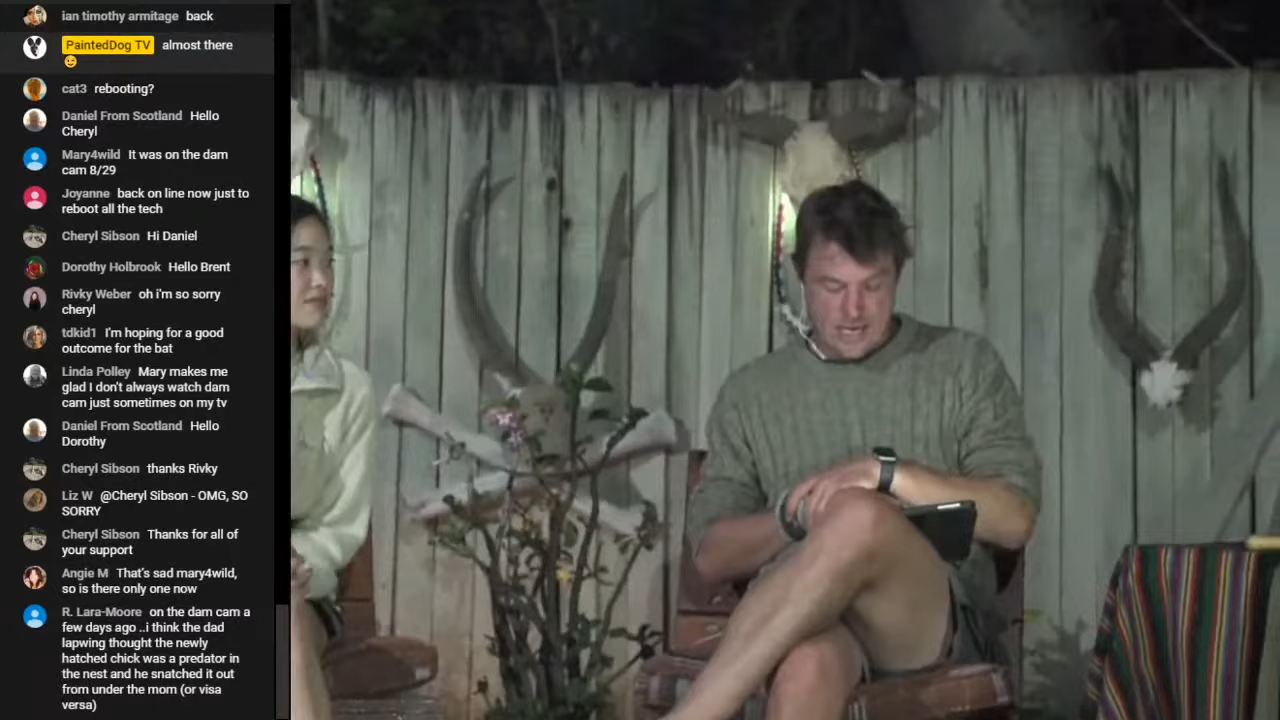 ian timothy armitage back
PaintedDog TV almost there
cat3 rebooting?
Daniel From Scotland Hello
Cheryl
Mary4wild It was on the dam
cam 8/29
Joyanne back on line now just to
reboot all the tech
Cheryl Sibson Hi Daniel
Dorothy Holbrook Hello Brent
Rivky Weber oh i'm so sorry
cheryl
tdkid1 I'm hoping for a good
outcome for the bat
Linda Polley Mary makes me
glad I don't always watch dam
cam just sometimes on my tv
Daniel From Scotland Hello
Dorothy
Cheryl Sibson thanks Rivky
Liz W @Cheryl Sibson - OMG, SO
SORRY
Cheryl Sibson Thanks for all of
your support
Angie M That's sad mary4wild,
so is there only one now
R. Lara-Moore on the dam cam a
few days ago ..i think the dad
lapwing thought the newly
hatched chick was a predator in
the nest and he snatched it out
from under the mom (or visa
versa)